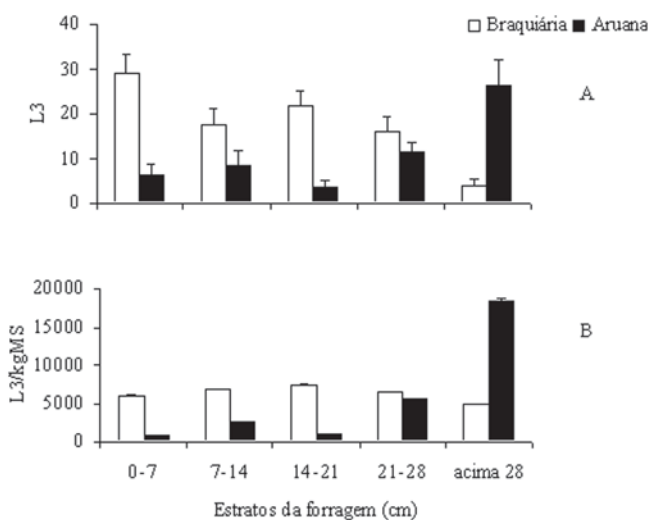 Braquiária Aruana
40
30
20
10
0
L3
A
20000
15000
10000
5000
0
L3/kgMS
B
0-7 7-14 14-21 21-28 acima 28
Estratos da forragem (cm)